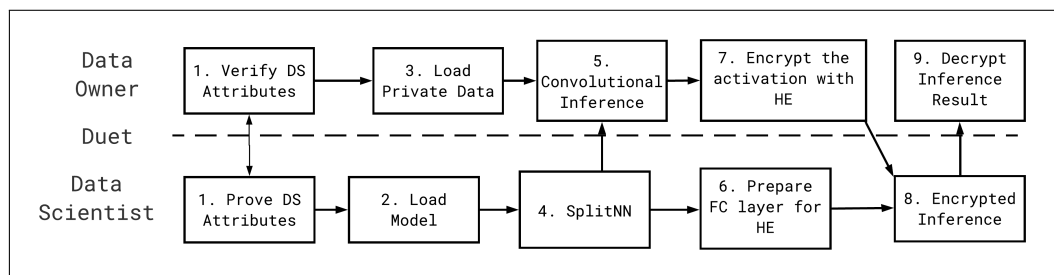 Data
Owner
1. Verify DS
Attributes
3. Load
Private Data
5.
Convolutional
Inference
7. Encrypt the
activation with
HE
9. Decrypt
Inference
Result
Duet
Data
Scientist
1. Prove DS
Attributes
2. Load
Model
4. SplitNN
6. Prepare
FC layer for
HE
8. Encrypted
Inference